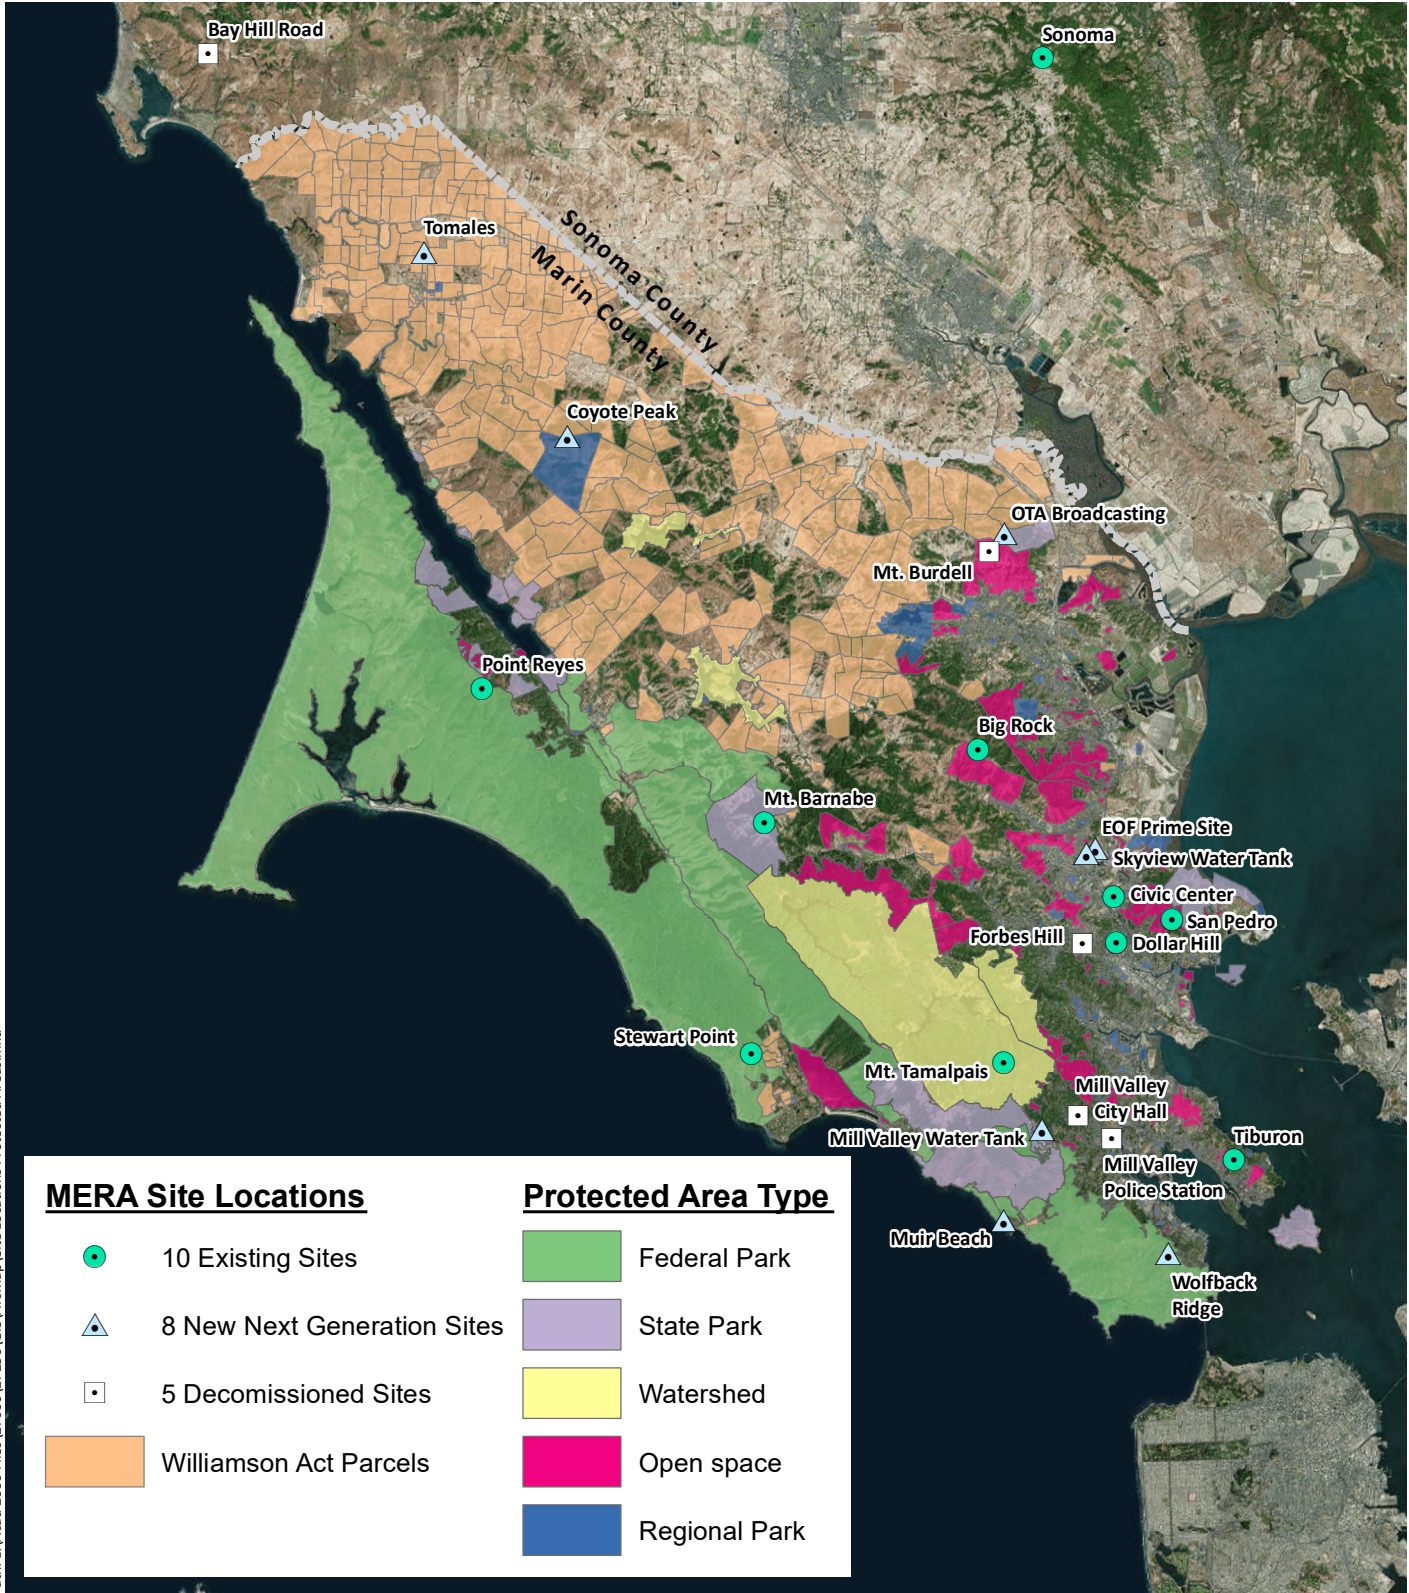 Bay Hill Road
Sonoma
Tomales
Sonoma County
Marin County
Coyote Peak
OTA Broadcasting
Mt. Burdell
Point Reyes
Big Rock
Mt. Barnabe
EOF Prime Site
Skyview Water Tank
Civic Center
San Pedro
Forbes Hill
Dollar Hill
Stewart Point
Mt. Tamalpais
Mill Valley
City Hall
Mill Valley Water Tank
Tiburon
Mill Valley
Police Station
Muir Beach
Wolfback
Ridge
MERA Site Locations
10 Existing Sites
8 New Next Generation Sites
5 Decomissioned Sites
Williamson Act Parcels
Protected Area Type
Federal Park
State Park
Watershed
Open space
Regional Park